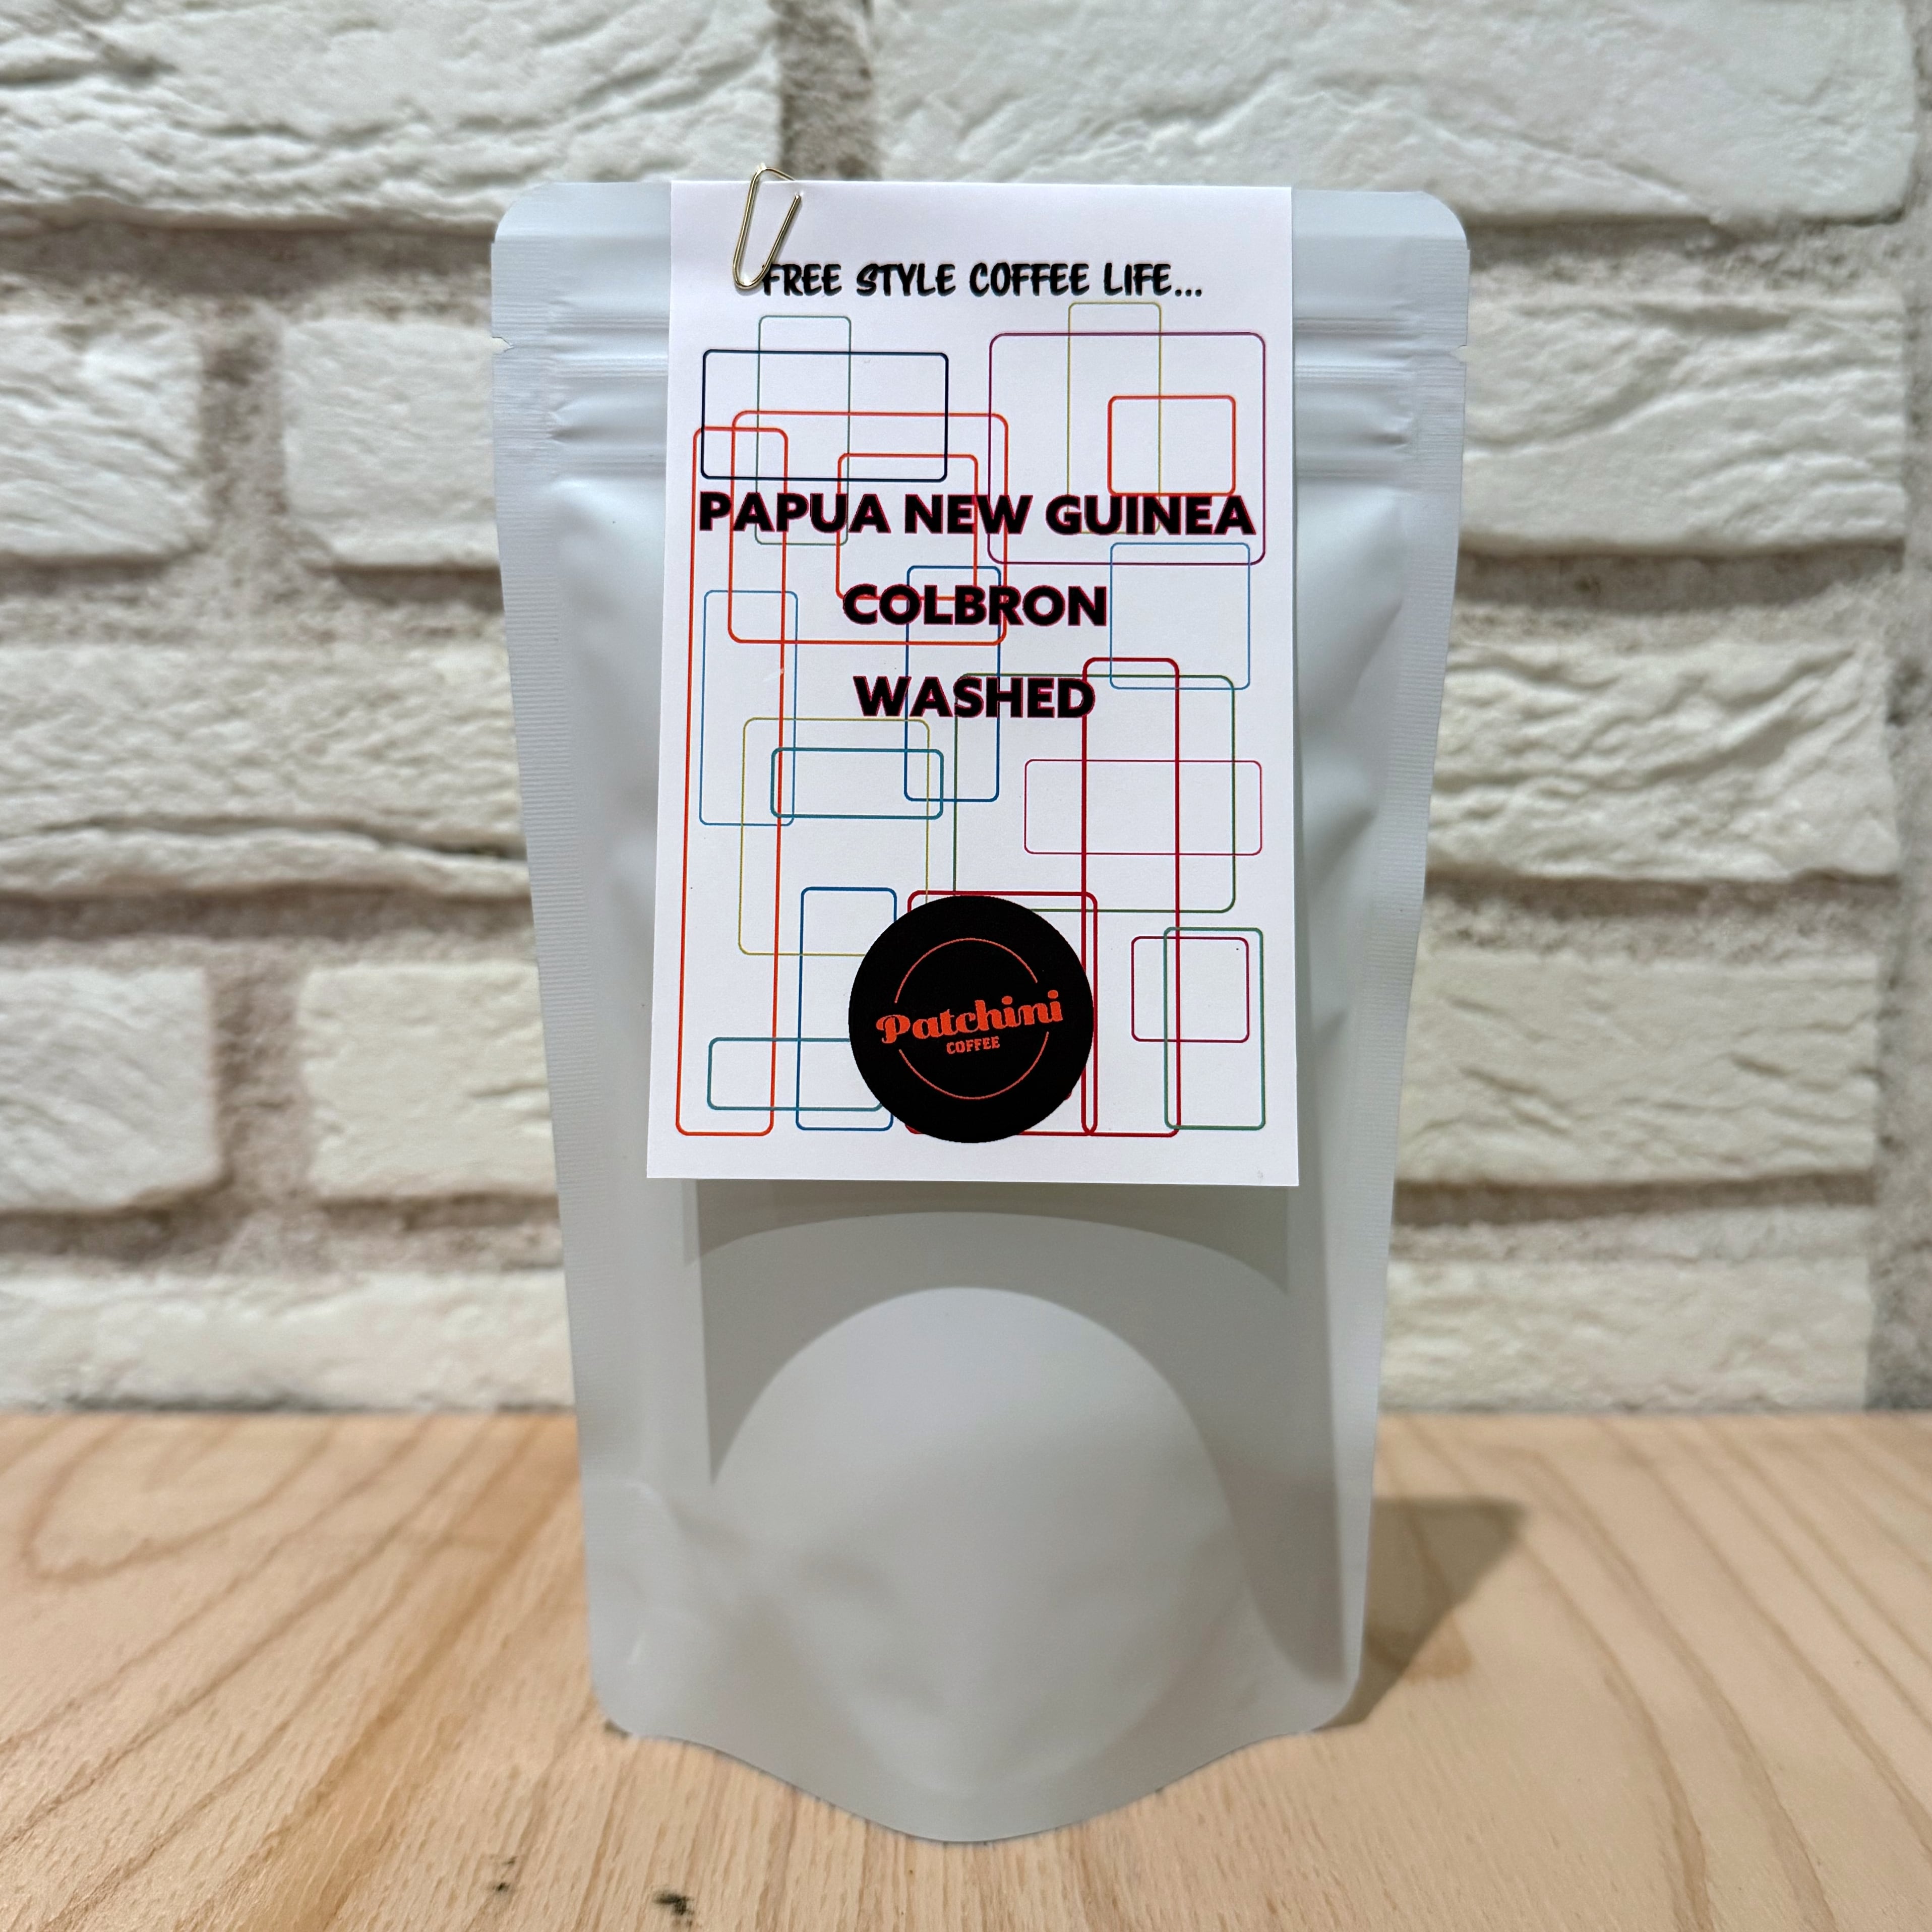 FREE STYLE COFFEE LIFE...
PAPUA NEW GUINEA
COLBRON
WASHED
Patchini
COFFEE